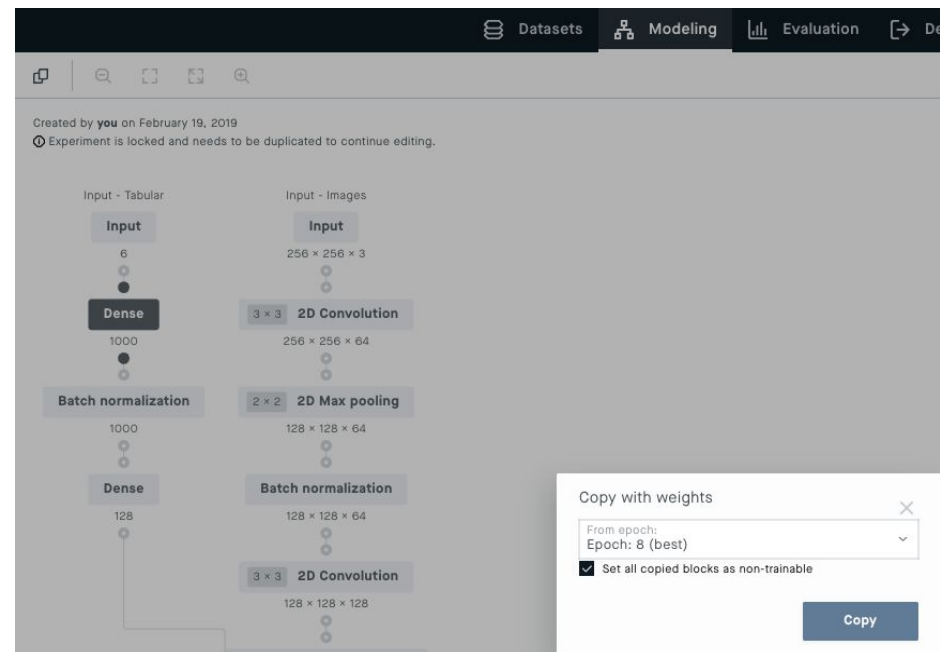 Datasets Modeling Evaluation De
Created by you on February 19, 2019
Experiment is locked and needs to be duplicated to continue editing.
Input - Tabular Input - Images
Input Input
6 256 × 256 × 3
Dense 3 × 3 2D Convolution
1000 256 × 256 × 64
Batch normalization 2 × 2 2D Max pooling
1000 128 × 128 × 64
Dense Batch normalization
128 128 × 128 × 64
3 × 3 2D Convolution
128 × 128 × 128
Copy with weights
From epoch:
Epoch: 8 (best)
Set all copied blocks as non-trainable
Copy